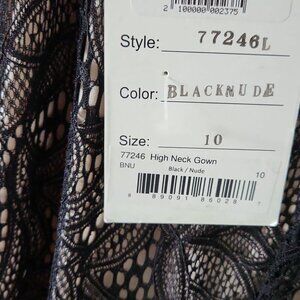 2 100000 002375
Style: 77246L
Color: BLACKNUDE
Size: 10
77246 High Neck Gown
BNU Black / Nude 10
8 89091 86028 7